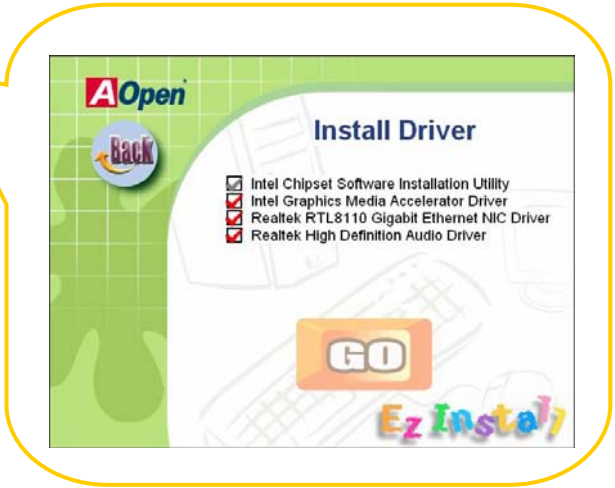 AOpen
Back
Install Driver
Intel Chipset Software Installation Utility
Intel Graphics Media Accelerator Driver
Realtek RTL8110 Gigabit Ethernet NIC Driver
Realtek High Definition Audio Driver
GO
Ez Install